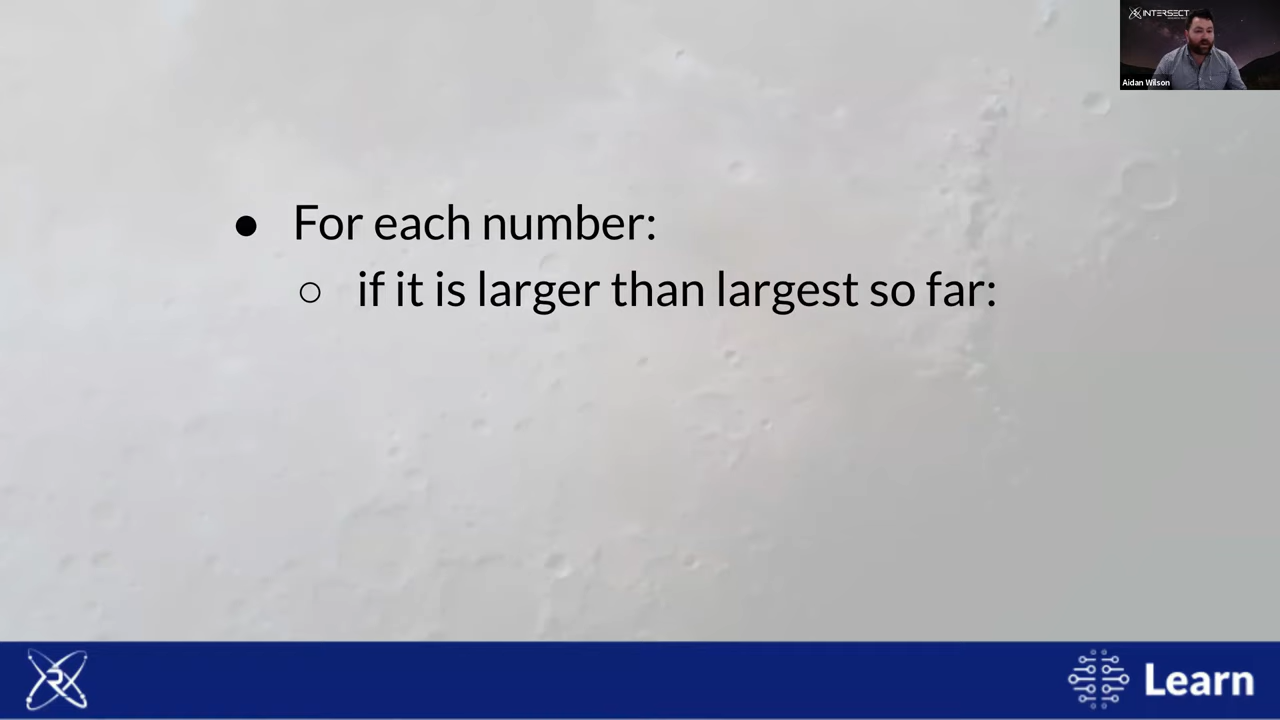 INTERSECT
Aidan Wilson
● For each number:
○ if it is larger than largest so far:
Learn